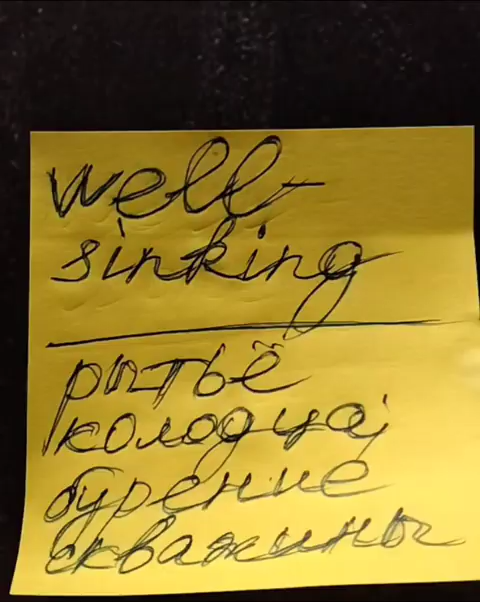 well-
sinking
рытьё
колодца;
бурение
скважины